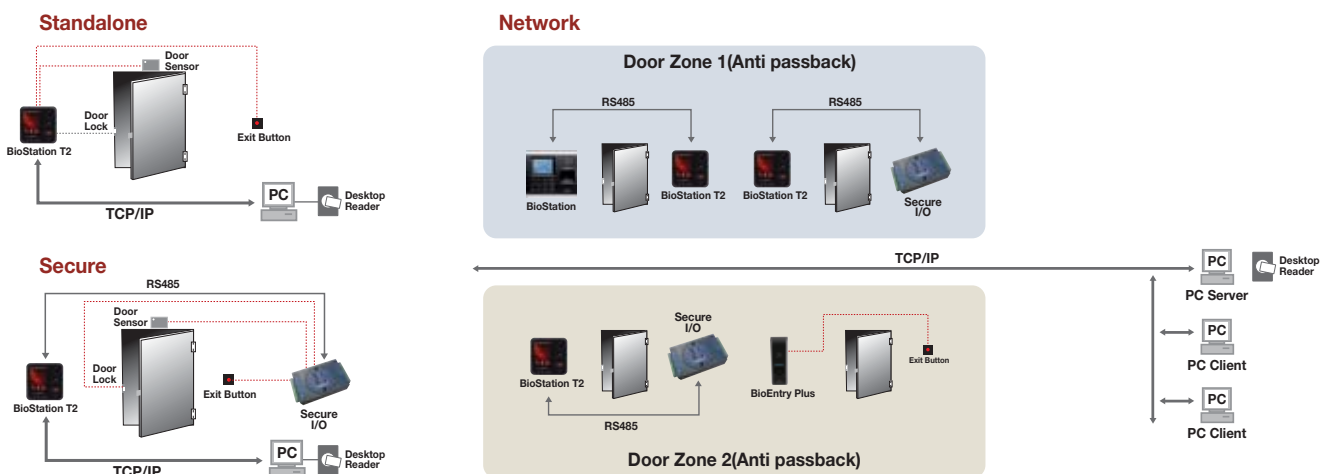 Standalone
Door
Sensor
Door
Lock
BioStation T2
Exit Button
PC
Desktop
Reader
TCP/IP
Secure
RS485
Door
Sensor
Door
Lock
BioStation T2
Exit Button
Secure
I/O
PC
Desktop
Reader
TCP/IP
Network
Door Zone 1(Anti passback)
RS485
RS485
BioStation
BioStation T2
BioStation T2
Secure
I/O
TCP/IP
PC
Desktop
Reader
PC Server
PC
PC Client
PC
PC Client
Secure
I/O
BioStation T2
BioEntry Plus
Exit Button
RS485
Door Zone 2(Anti passback)